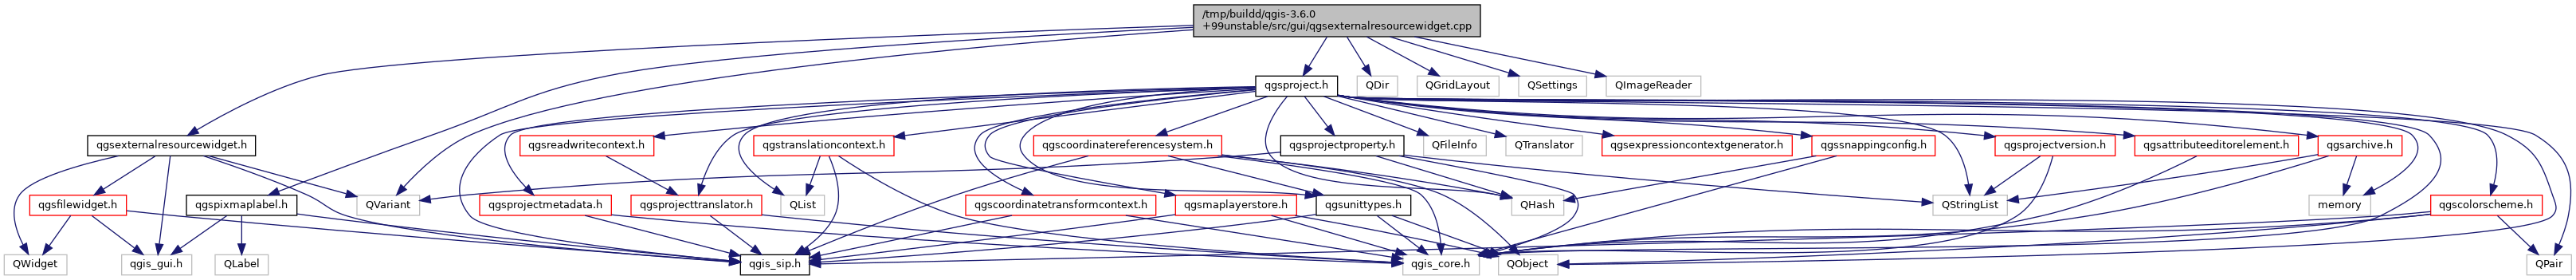 /tmp/buildd/qgis-3.6.0
+99unstable/src/gui/qgsexternalresourcewidget.cpp
qgsproject.h
QDir
QGridLayout
QSettings
QImageReader
qgsexternalresourcewidget.h
qgsreadwritecontext.h
qgstranslationcontext.h
qgscoordinatereferencesystem.h
qgsprojectproperty.h
QFileInfo
QTranslator
qgsexpressioncontextgenerator.h
qgssnappingconfig.h
qgsprojectversion.h
qgsattributeeditorelement.h
qgsarchive.h
qgsfilewidget.h
qgspixmaplabel.h
QVariant
qgsprojectmetadata.h
qgsprojecttranslator.h
QList
qgscoordinatetransformcontext.h
qgsmaplayerstore.h
qgsunittypes.h
QHash
QStringList
memory
qgscolorscheme.h
QWidget
qgis_gui.h
QLabel
qgis_sip.h
qgis_core.h
QObject
QPair